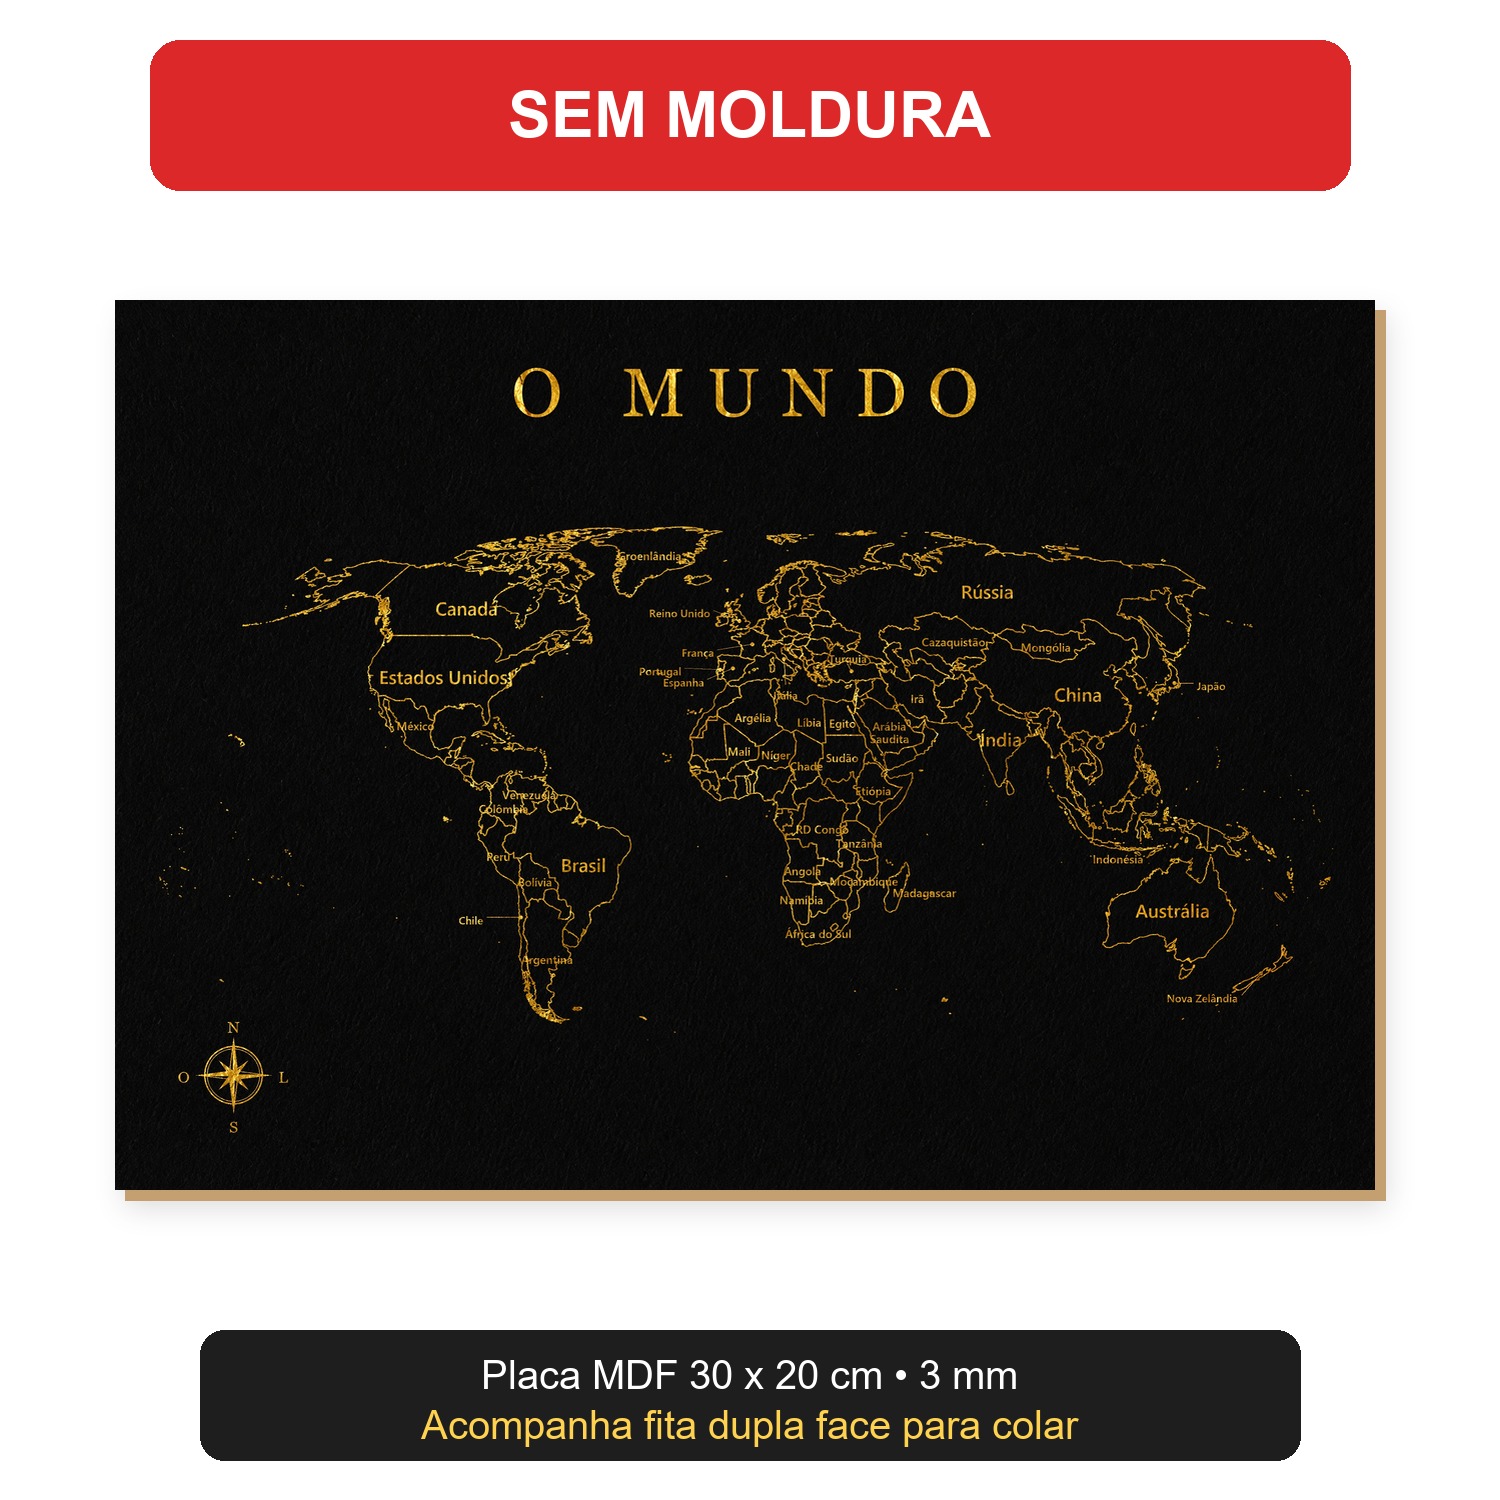 SEM MOLDURA
O MUNDO
Groenlândia
Canadá
Rússia
Reino Unido
Cazaquistão
Mongólia
França
Turquia
Portugal
Espanha
Estados Unidos
China
Japão
Itália
Irã
México
Argélia
Líbia
Egito
Arábia
Saudita
Índia
Mali
Níger
Chade
Sudão
Etiópia
Venezuela
Colômbia
RD Congo
Tanzânia
Peru
Brasil
Indonésia
Bolívia
Angola
Moçambique
Madagascar
Namíbia
Chile
Austrália
África do Sul
Argentina
Nova Zelândia
N
O L
S
Placa MDF 30 x 20 cm • 3 mm
Acompanha fita dupla face para colar